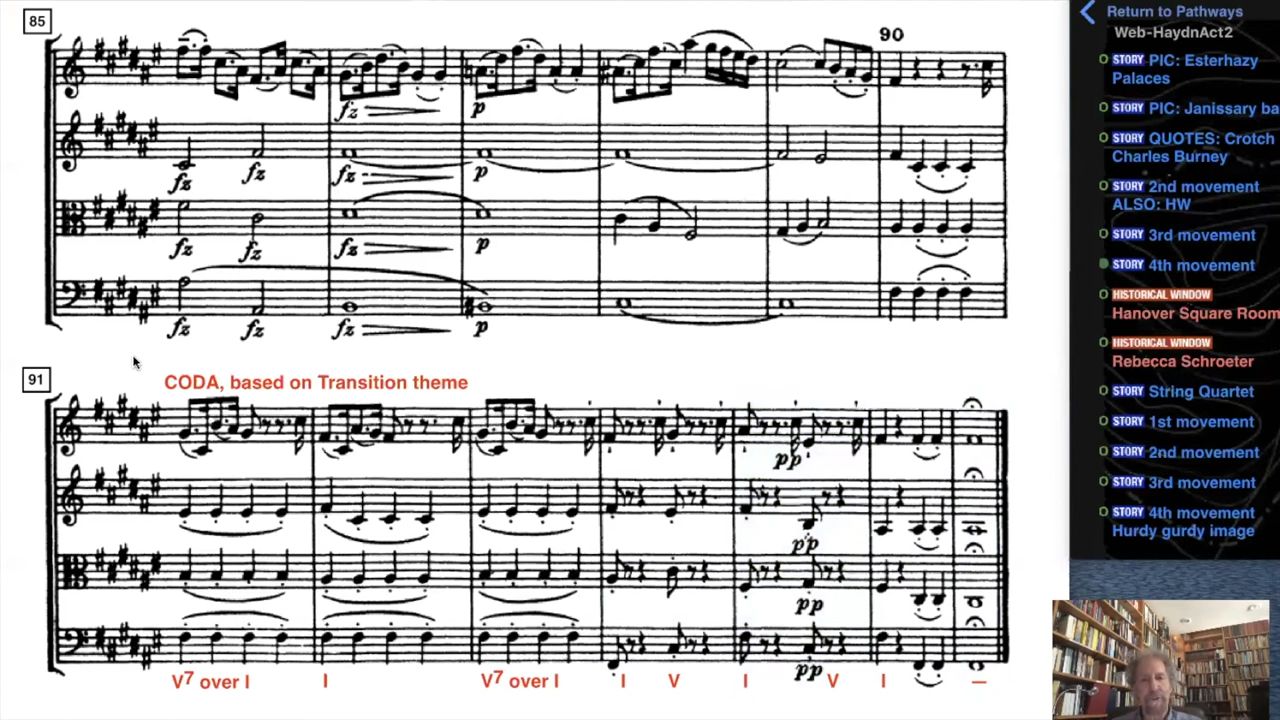 85
90
fz
p
fz fz fz p
fz fz fz p
fz fz fz p
91
CODA, based on Transition theme
pp
pp
pp
pp
V7 over I I V7 over I I V I V I –
Return to Pathways
Web-HaydnAct2
STORY PIC: Esterhazy
Palaces
STORY PIC: Janissary ba
STORY QUOTES: Crotch
Charles Burney
STORY 2nd movement
ALSO: HW
STORY 3rd movement
STORY 4th movement
HISTORICAL WINDOW
Hanover Square Room
HISTORICAL WINDOW
Rebecca Schroeter
STORY String Quartet
STORY 1st movement
STORY 2nd movement
STORY 3rd movement
STORY 4th movement
Hurdy gurdy image